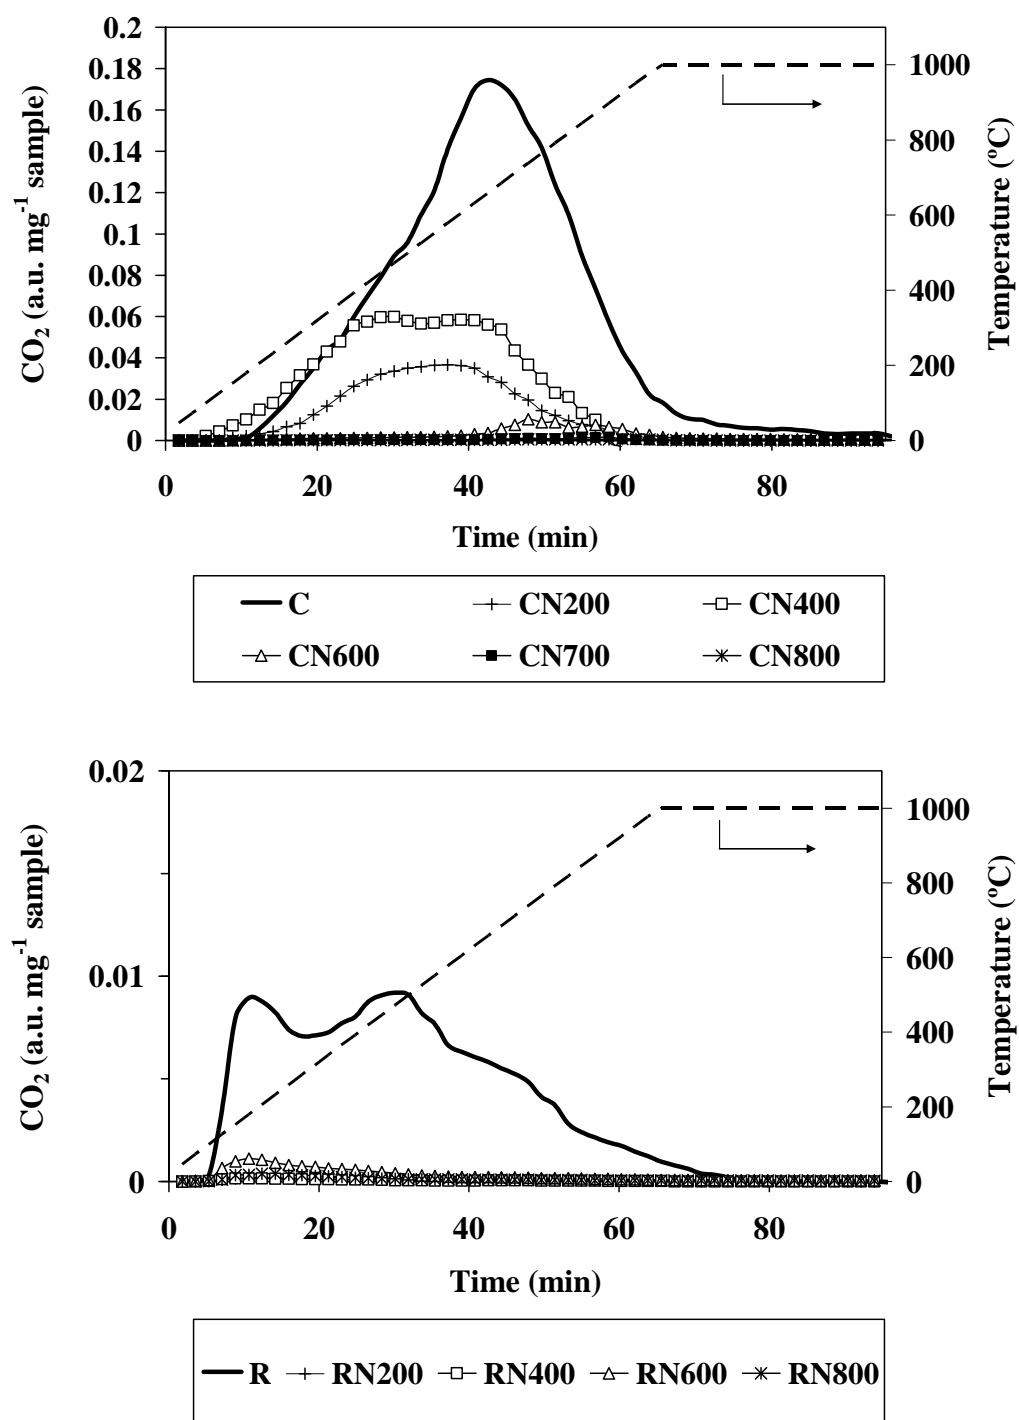 0.2
0.18
0.16
0.14
0.12
0.1
0.08
0.06
0.04
0.02
0
CO₂ (a.u. mg⁻¹ sample)
1000
800
600
400
200
0
Temperature (ºC)
0 20 40 60 80
Time (min)
C CN200 CN400
CN600 CN700 CN800
0.02
0.01
0
CO₂ (a.u. mg⁻¹ sample)
1000
800
600
400
200
0
Temperature (ºC)
0 20 40 60 80
Time (min)
R RN200 RN400 RN600 RN800